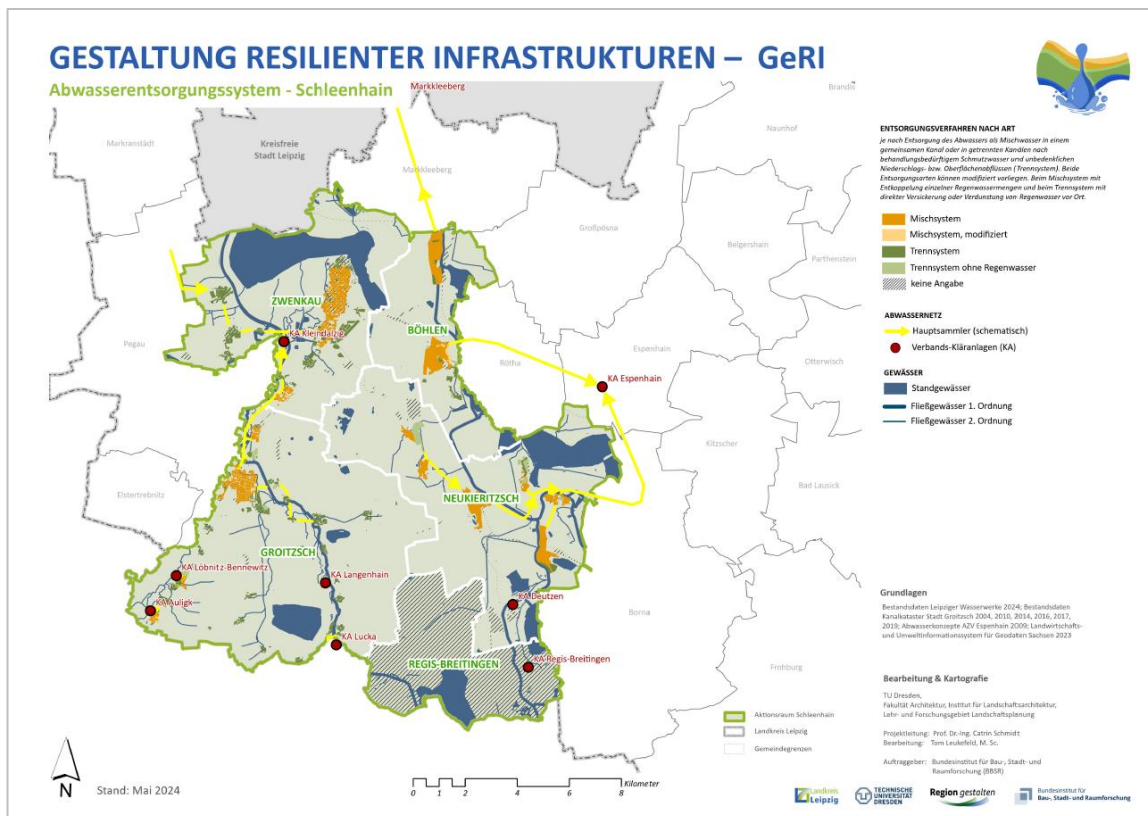 GESTALTUNG RESILIENTER INFRASTRUKTUREN – GeRI
Abwasserentsorgungssystem - Schleenhain
Markkleeberg
Brandis
Markranstädt
Kreisfreie
Stadt Leipzig
Markkleeberg
Naunhof
Großpösna
Belgershain
Parthenstein
ZWENKAU
BÖHLEN
KA Kleindalzig
Pegau
Espenhain
Rötha
Otterwisch
KA Espenhain
Kitzscher
Elstertrebnitz
Bad Lausick
NEUKIERITZSCH
GROITZSCH
KA Löbnitz-Bennewitz
KA Langenhain
KA Auligk
KA Deutzen
Borna
KA Lucka
REGIS-BREITINGEN
KA Regis-Breitingen
Frohburg
ENTSORGUNGSVERFAHREN NACH ART
je nach Entsorgung des Abwassers als Mischwasser in einem
gemeinsamen Kanal oder in getrennten Kanälen nach
behandlungsbedürftigem Schmutzwasser und unbedenklichen
Niederschlags- bzw. Oberflächenabflüssen (Trennsystem). Beide
Entsorgungsarten können modifiziert vorliegen. Beim Mischsystem mit
Entkoppelung einzelner Regenwassermengen und beim Trennsystem mit
direkter Versickerung oder Verdunstung von Regenwasser vor Ort.
Mischsystem
Mischsystem, modifiziert
Trennsystem
Trennsystem ohne Regenwasser
keine Angabe
ABWASSERNETZ
Hauptsammler (schematisch)
Verbands-Kläranlagen (KA)
GEWÄSSER
Standgewässer
Fließgewässer 1. Ordnung
Fließgewässer 2. Ordnung
Grundlagen
Bestandsdaten Leipziger Wasserwerke 2024; Bestandsdaten
Kanalkataster Stadt Groitzsch 2004, 2010, 2014, 2016, 2017,
2019; Abwasserkonzepte AZV Espenhain 2009; Landwirtschafts-
und Umweltinformationssystem für Geodaten Sachsen 2023
Bearbeitung & Kartografie
TU Dresden,
Fakultät Architektur, Institut für Landschaftsarchitektur,
Lehr- und Forschungsgebiet Landschaftsplanung
Projektleitung: Prof. Dr.-Ing. Catrin Schmidt
Bearbeitung: Tom Leukefeld, M. Sc.
Auftraggeber: Bundesinstitut für Bau-, Stadt- und
Raumforschung (BBSR)
Aktionsraum Schleenhain
Landkreis Leipzig
Gemeindegrenzen
N
Stand: Mai 2024
Kilometer
0 1 2 4 6 8
Landkreis
Leipzig
TECHNISCHE
UNIVERSITÄT
DRESDEN
Region gestalten
Bundesinstitut für
Bau-, Stadt- und Raumforschung